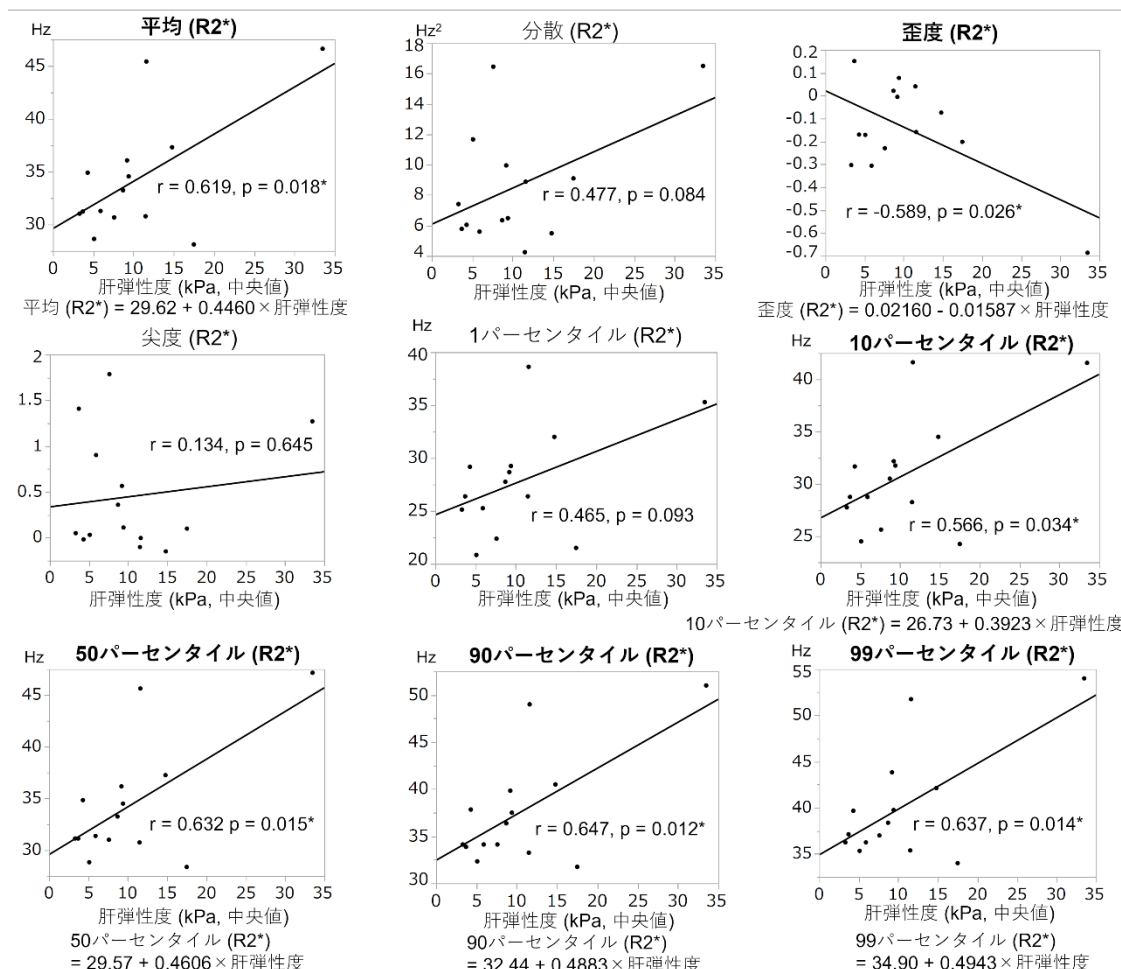 平均 (R2*)
Hz
45
40
35
30
r = 0.619, p = 0.018*
0 5 10 15 20 25 30 35
肝弾性度 (kPa, 中央値)
平均 (R2*) = 29.62 + 0.4460×肝弾性度
分散 (R2*)
Hz²
18
16
14
12
10
8
6
4
r = 0.477, p = 0.084
0 5 10 15 20 25 30 35
肝弾性度 (kPa, 中央値)
歪度 (R2*)
0.2
0.1
0
-0.1
-0.2
-0.3
-0.4
-0.5
-0.6
-0.7
r = -0.589, p = 0.026*
0 5 10 15 20 25 30 35
肝弾性度 (kPa, 中央値)
歪度 (R2*) = 0.02160 - 0.01587×肝弾性度
尖度 (R2*)
2
1.5
1
0.5
0
r = 0.134, p = 0.645
0 5 10 15 20 25 30 35
肝弾性度 (kPa, 中央値)
1パーセンタイル (R2*)
Hz
40
35
30
25
20
r = 0.465, p = 0.093
0 5 10 15 20 25 30 35
肝弾性度 (kPa, 中央値)
10パーセンタイル (R2*)
Hz
40
35
30
25
r = 0.566, p = 0.034*
0 5 10 15 20 25 30 35
肝弾性度 (kPa, 中央値)
10パーセンタイル (R2*) = 26.73 + 0.3923×肝弾性度
50パーセンタイル (R2*)
Hz
45
40
35
30
r = 0.632 p = 0.015*
0 5 10 15 20 25 30 35
肝弾性度 (kPa, 中央値)
50パーセンタイル (R2*)
= 29.57 + 0.4606×肝弾性度
90パーセンタイル (R2*)
Hz
50
45
40
35
30
r = 0.647, p = 0.012*
0 5 10 15 20 25 30 35
肝弾性度 (kPa, 中央値)
90パーセンタイル (R2*)
= 32.44 + 0.4883×肝弾性度
99パーセンタイル (R2*)
Hz
55
50
45
40
35
r = 0.637, p = 0.014*
0 5 10 15 20 25 30 35
肝弾性度 (kPa, 中央値)
99パーセンタイル (R2*)
= 34.90 + 0.4943×肝弾性度